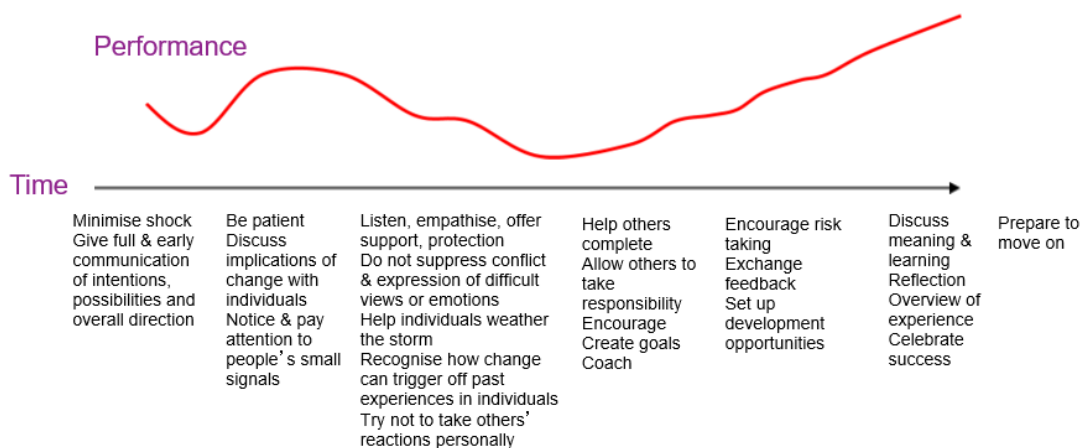 Performance
Time
Minimise shock
Give full & early
communication
of intentions,
possibilities and
overall direction
Be patient
Discuss
implications of
change with
individuals
Notice & pay
attention to
people’s small
signals
Listen, empathise, offer
support, protection
Do not suppress conflict
& expression of difficult
views or emotions
Help individuals weather
the storm
Recognise how change
can trigger off past
experiences in individuals
Try not to take others’
reactions personally
Help others
complete
Allow others to
take
responsibility
Encourage
Create goals
Coach
Encourage risk
taking
Exchange
feedback
Set up
development
opportunities
Discuss
meaning &
learning
Reflection
Overview of
experience
Celebrate
success
Prepare to
move on